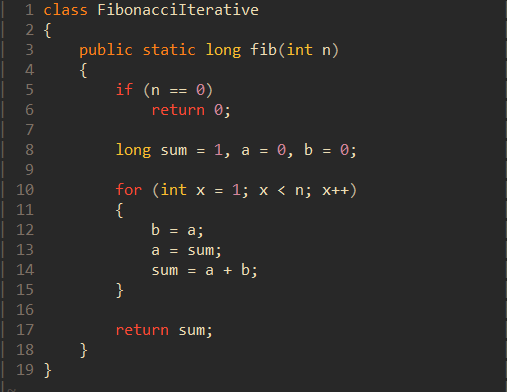 1 class FibonacciIterative
2 {
3     public static long fib(int n)
4     {
5         if (n == 0)
6             return 0;
7
8         long sum = 1, a = 0, b = 0;
9
10         for (int x = 1; x < n; x++)
11         {
12             b = a;
13             a = sum;
14             sum = a + b;
15         }
16
17         return sum;
18     }
19 }
~